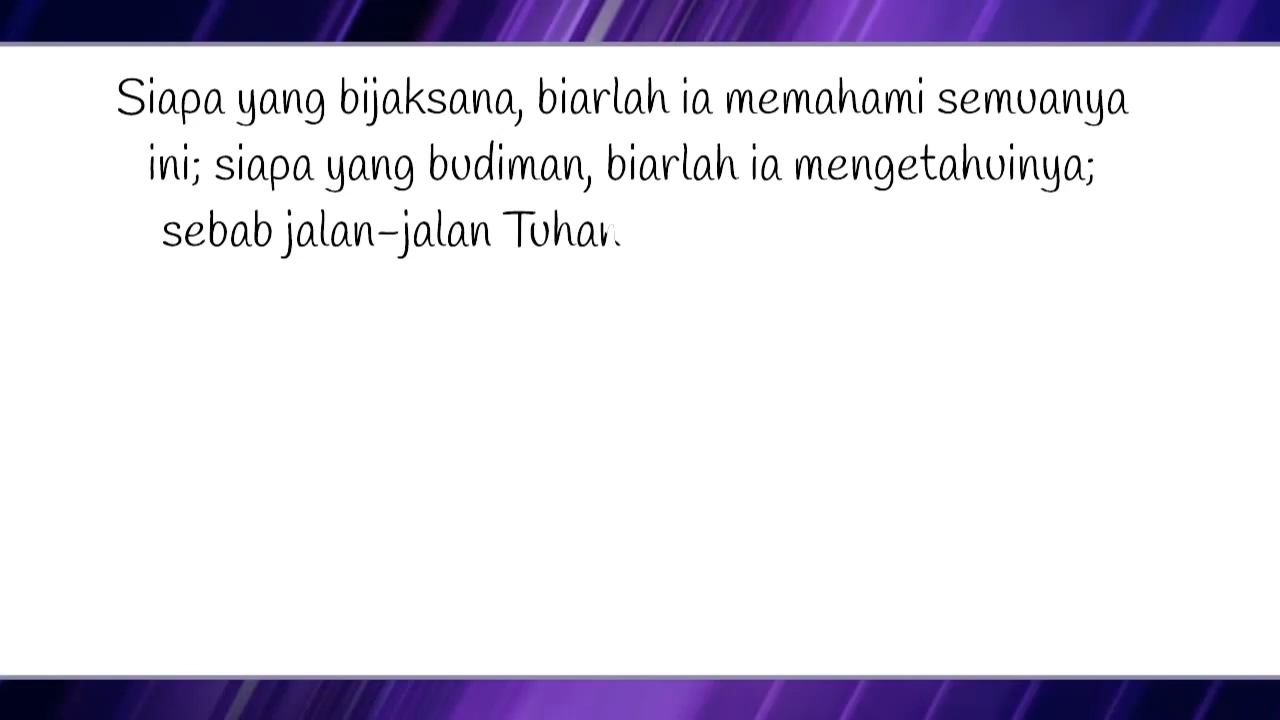 Siapa yang bijaksana, biarlah ia memahami semuanya
ini; siapa yang budiman, biarlah ia mengetahuinya;
sebab jalan-jalan Tuhan